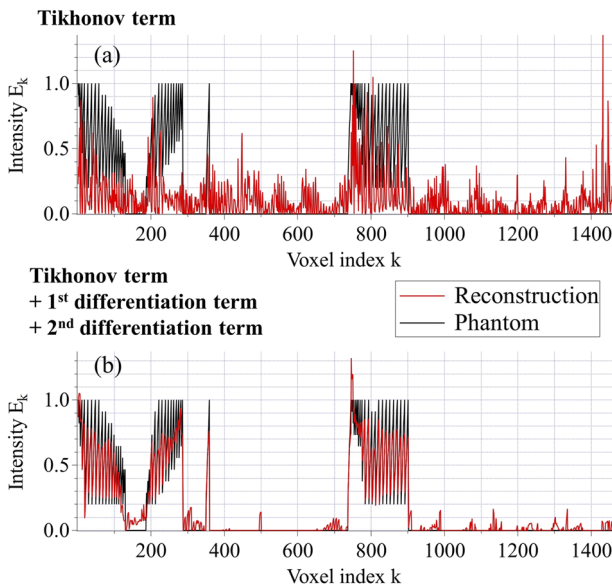 Tikhonov term
(a)
Intensity E_k
1.0
0.5
0.0
200 400 600 800 1000 1200 1400
Voxel index k
Tikhonov term
+ 1st differentiation term
+ 2nd differentiation term
Reconstruction
Phantom
(b)
Intensity E_k
1.0
0.5
0.0
200 400 600 800 1000 1200 1400
Voxel index k